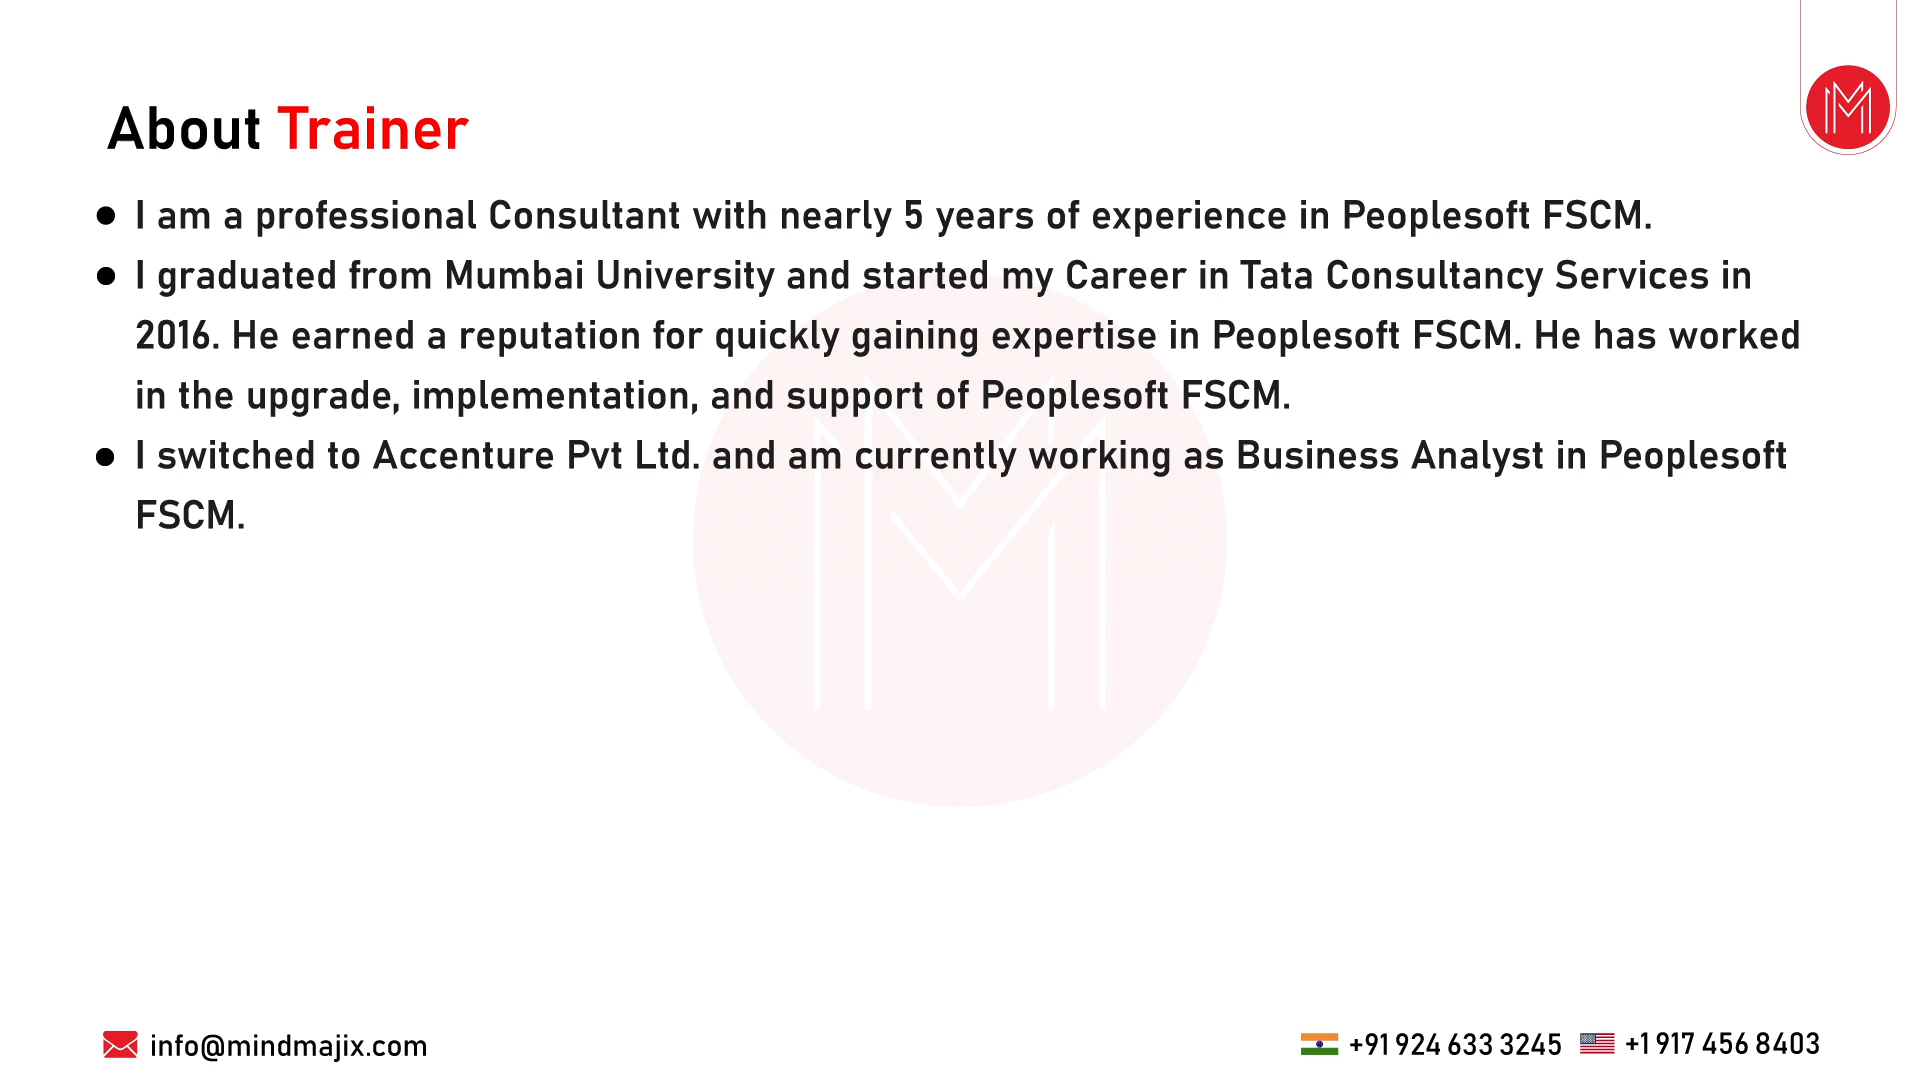 About Trainer
● I am a professional Consultant with nearly 5 years of experience in Peoplesoft FSCM.
● I graduated from Mumbai University and started my Career in Tata Consultancy Services in
2016. He earned a reputation for quickly gaining expertise in Peoplesoft FSCM. He has worked
in the upgrade, implementation, and support of Peoplesoft FSCM.
● I switched to Accenture Pvt Ltd. and am currently working as Business Analyst in Peoplesoft
FSCM.
info@mindmajix.com
+91 924 633 3245
+1 917 456 8403